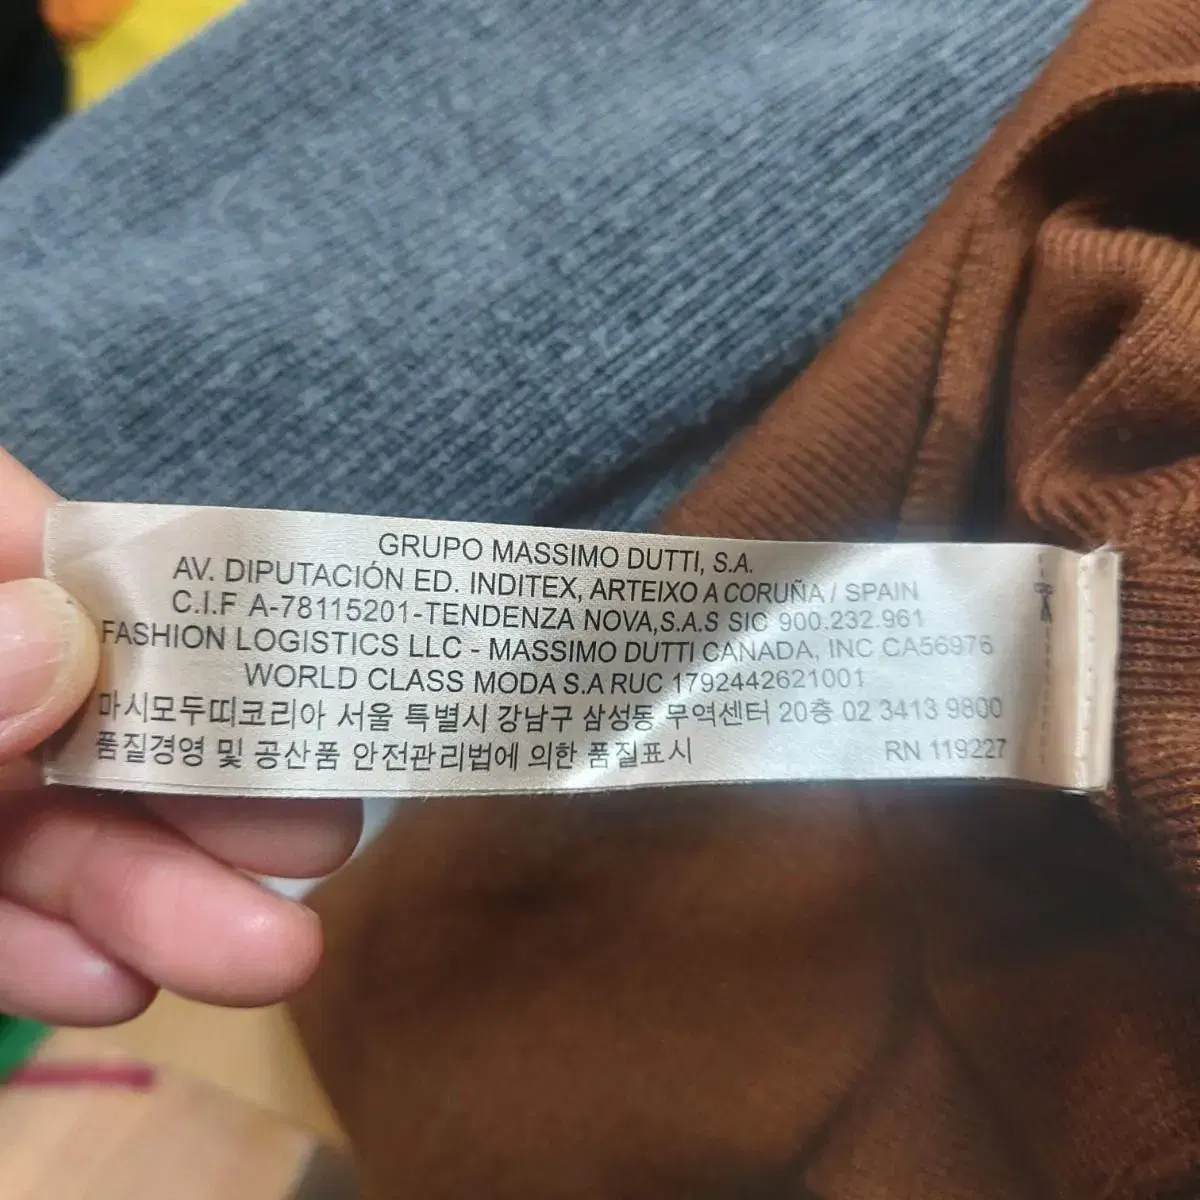 GRUPO MASSIMO DUTTI, S.A.
AV. DIPUTACIÓN ED. INDITEX, ARTEIXO A CORUÑA / SPAIN
C.I.F A-78115201-TENDENZA NOVA,S.A.S SIC 900.232.961
FASHION LOGISTICS LLC - MASSIMO DUTTI CANADA, INC CA56976
WORLD CLASS MODA S.A RUC 1792442621001
마시모두띠코리아 서울 특별시 강남구 삼성동 무역센터 20층 02 3413 9800
품질경영 및 공산품 안전관리법에 의한 품질표시 RN 119227